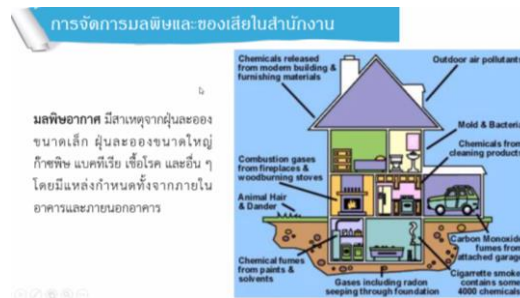 การจัดการมลพิษและของเสียในสำนักงาน
มลพิษอากาศ มีสาเหตุจากฝุ่นละออง
ขนาดเล็ก ฝุ่นละอองขนาดใหญ่
ก๊าซพิษ แบคทีเรีย เชื้อโรค และอื่น ๆ
โดยมีแหล่งกำหนดทั้งจากภายใน
อาคารและภายนอกอาคาร
Chemicals released
from modern building &
furnishing materials
Outdoor air pollutants
Mold & Bacteria
Chemicals from
cleaning products
Combustion gases
from fireplaces &
woodburning stoves
Animal Hair
& Dander
Carbon Monoxide
fumes from
attached garage
Chemical fumes
from paints &
solvents
Gases including radon
seeping through foundation
Cigarrette smoke
contains some
4000 chemicals